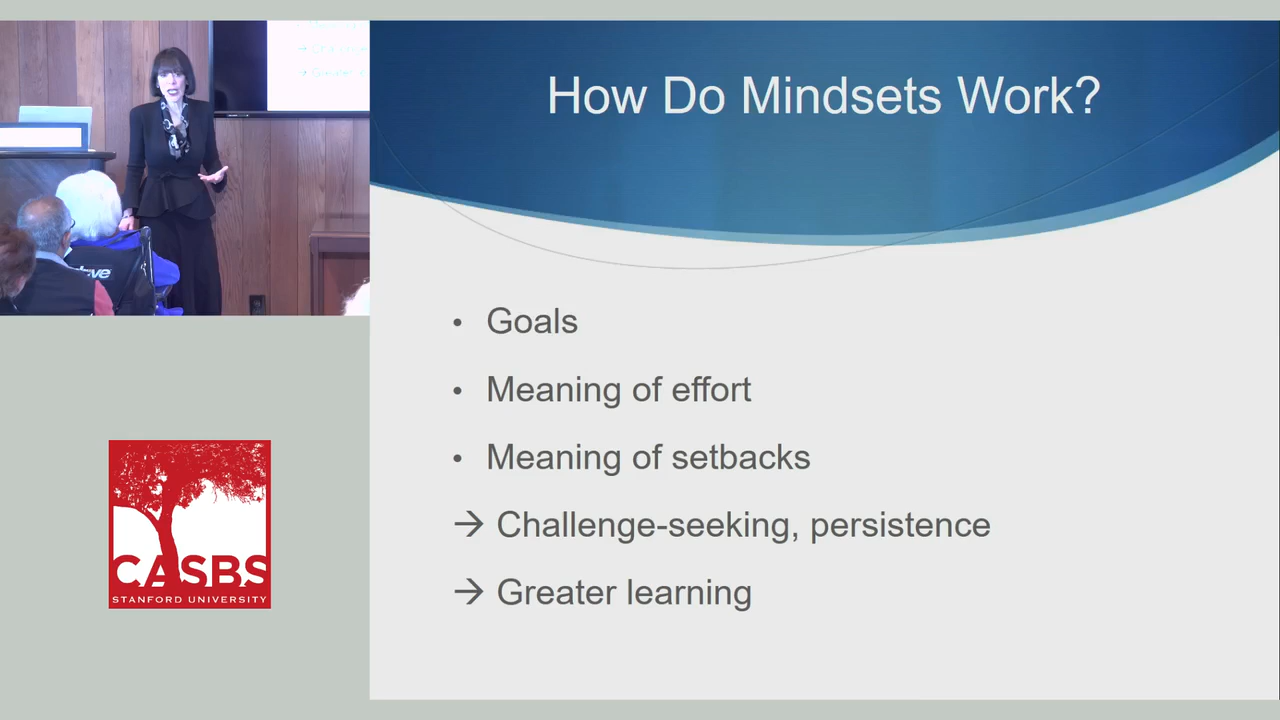 How Do Mindsets Work?
• Goals
• Meaning of effort
• Meaning of setbacks
→ Challenge-seeking, persistence
→ Greater learning
CASBS
STANFORD UNIVERSITY